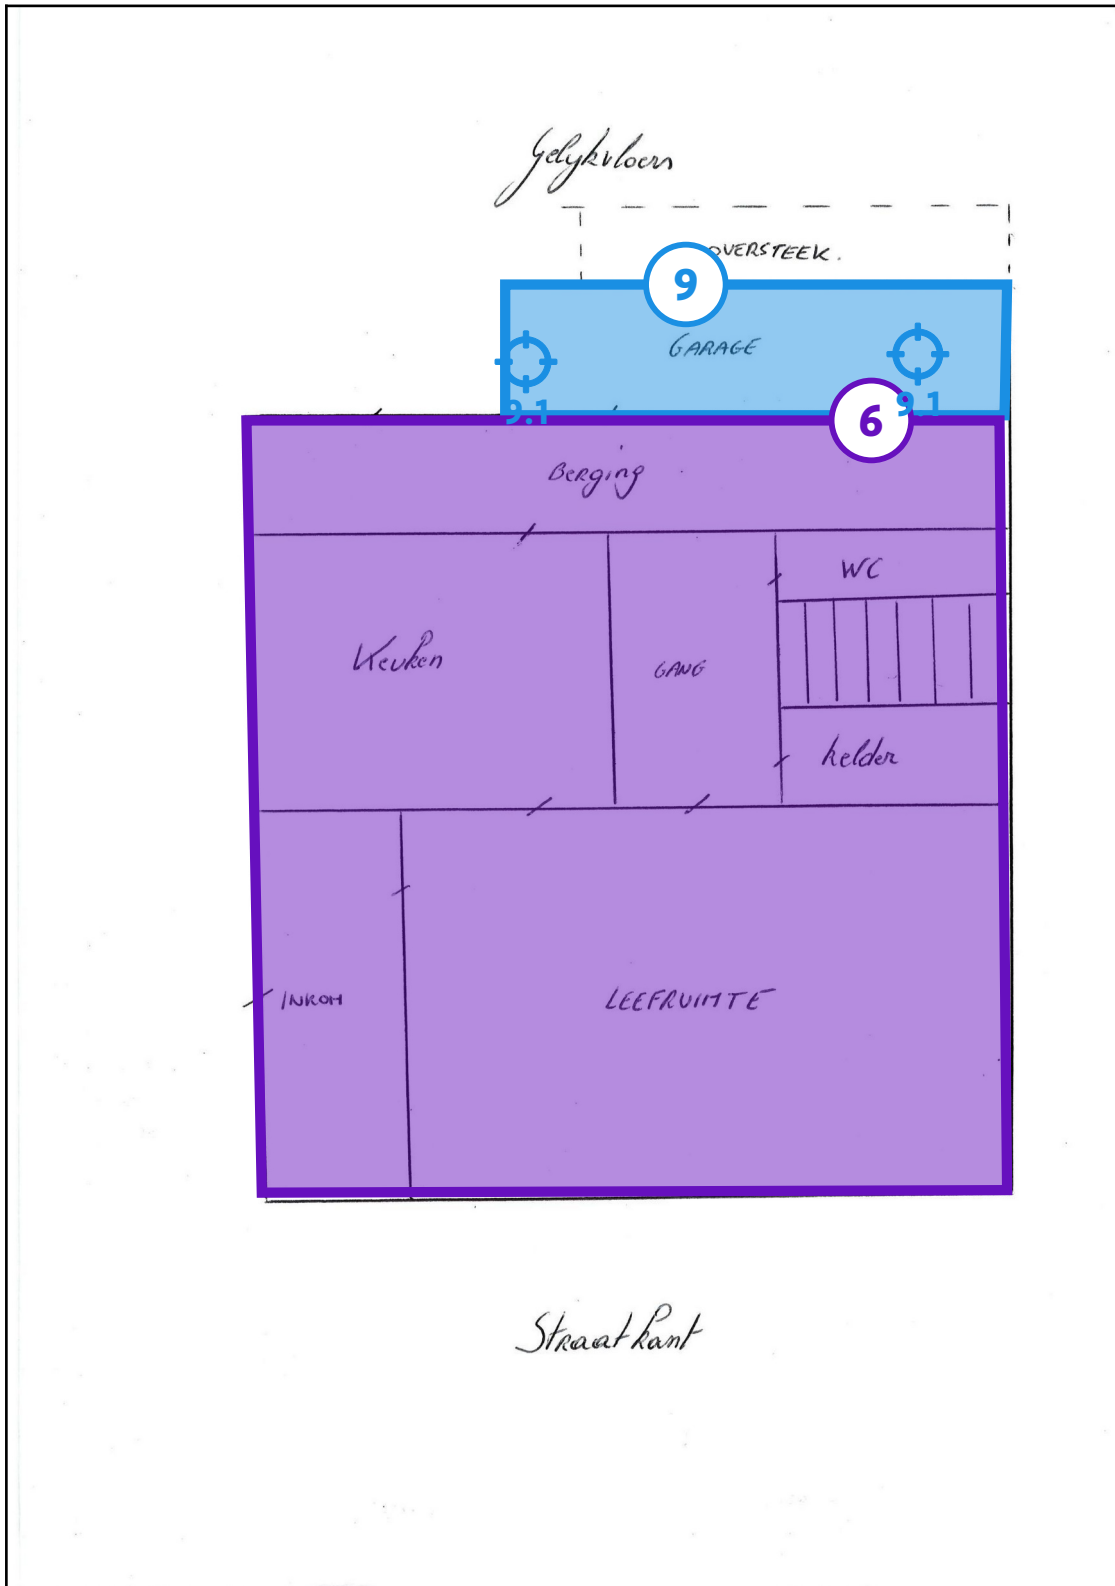 Gelykvloers
OVERSTEEK.
9
GARAGE
9.1
9.1
6
Berging
WC
Keuken
GANG
kelder
INKOM
LEEFRUIMTE
Straatkant